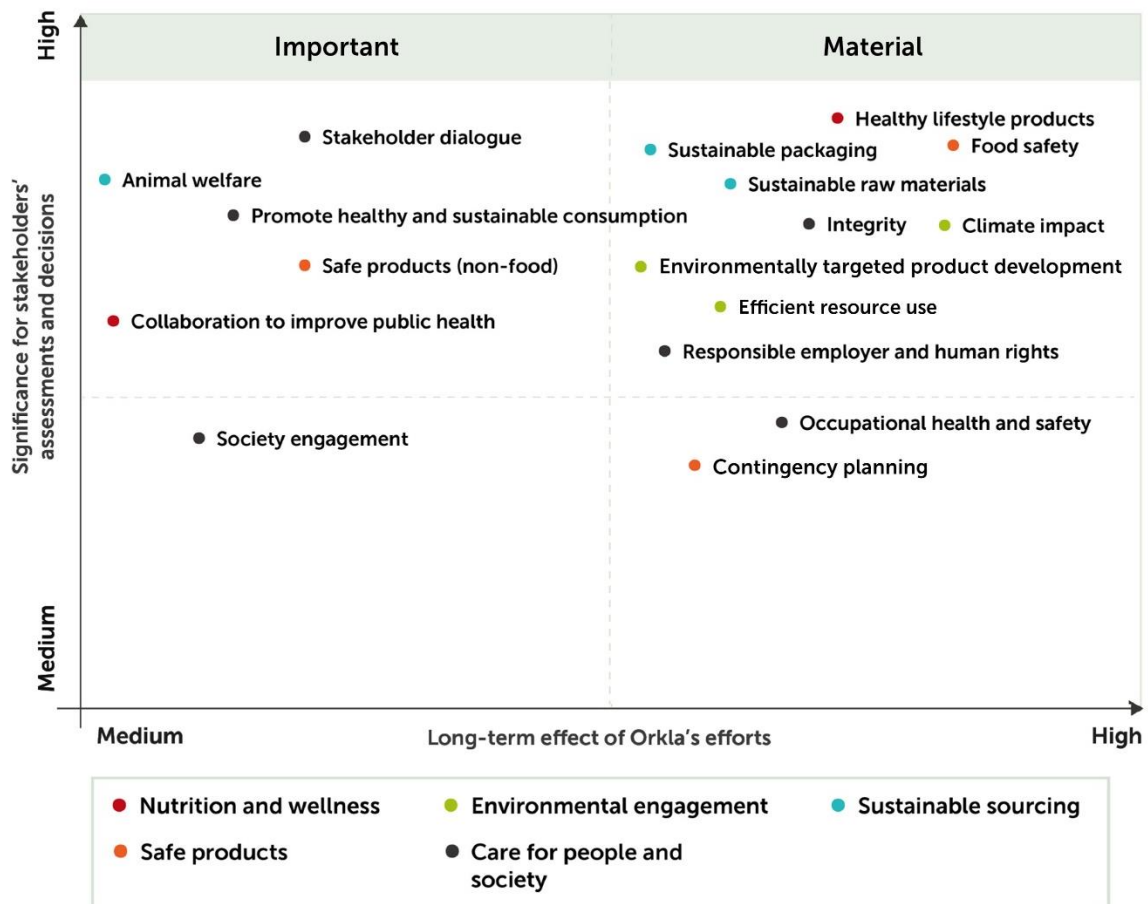 High
Important
Material
Significance for stakeholders'
assessments and decisions
Stakeholder dialogue
Healthy lifestyle products
Food safety
Sustainable packaging
Animal welfare
Sustainable raw materials
Promote healthy and sustainable consumption
Integrity
Climate impact
Safe products (non-food)
Environmentally targeted product development
Efficient resource use
Collaboration to improve public health
Responsible employer and human rights
Occupational health and safety
Society engagement
Contingency planning
Medium
Medium
Long-term effect of Orkla’s efforts
High
Nutrition and wellness
Environmental engagement
Sustainable sourcing
Safe products
Care for people and
society